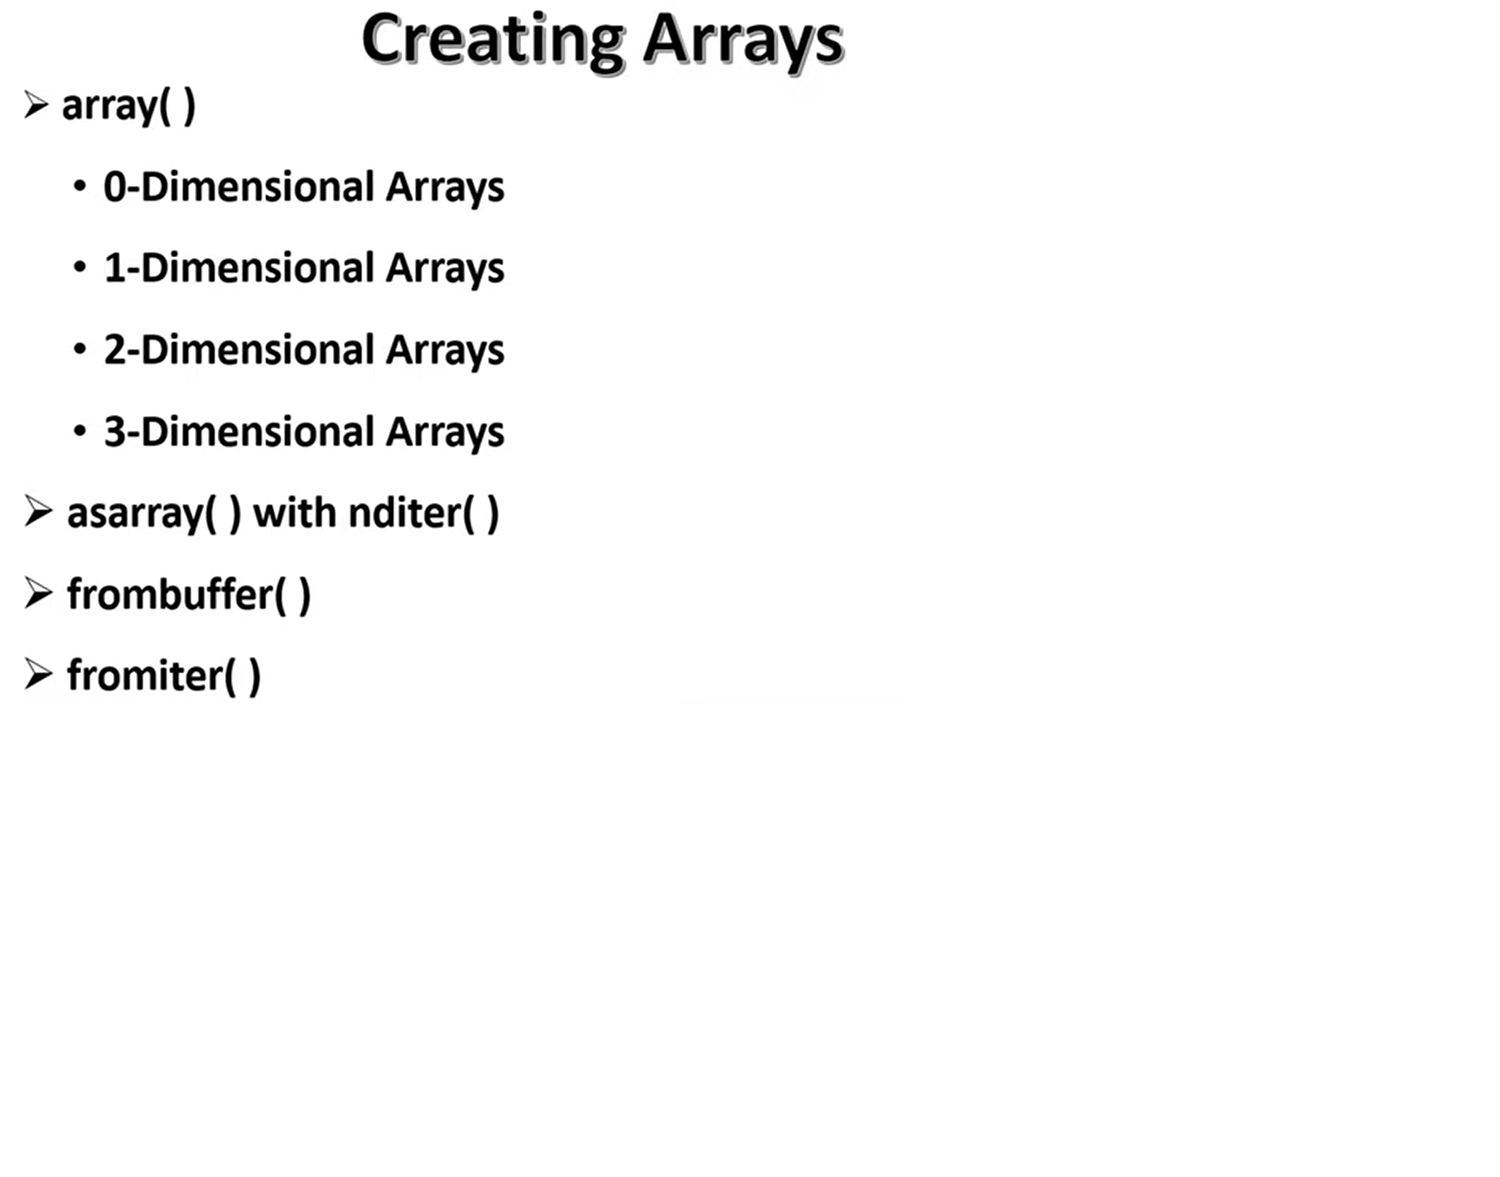 Creating Arrays
➢ array( )
• 0-Dimensional Arrays
• 1-Dimensional Arrays
• 2-Dimensional Arrays
• 3-Dimensional Arrays
➢ asarray( ) with nditer( )
➢ frombuffer( )
➢ fromiter( )